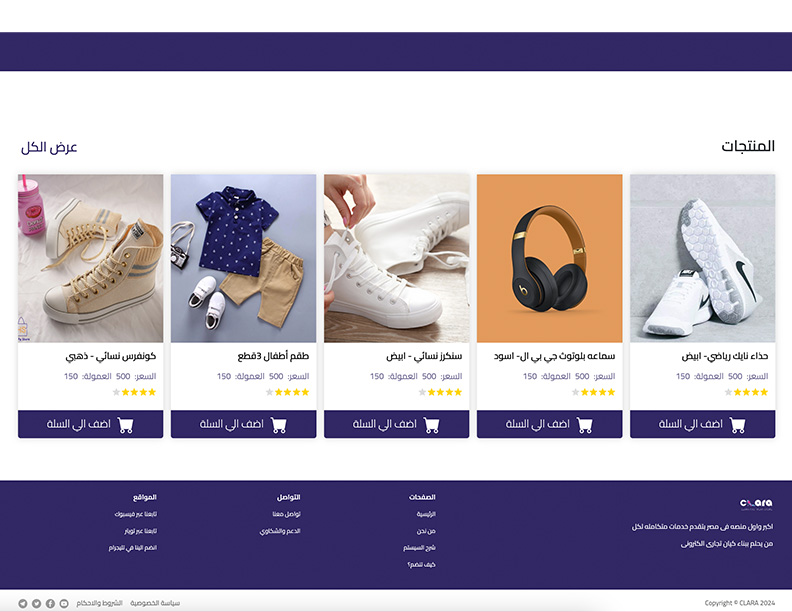 المنتجات
عرض الكل
حذاء نايك رياضي- ابيض
السعر: 500 العمولة: 150
اضف الي السلة
سماعه بلوتوث جي بي ال- اسود
السعر: 500 العمولة: 150
اضف الي السلة
سنكرز نسائي - ابيض
السعر: 500 العمولة: 150
اضف الي السلة
طقم أطفال 3قطع
السعر: 500 العمولة: 150
اضف الي السلة
كونفرس نسائي - ذهبي
السعر: 500 العمولة: 150
اضف الي السلة
CLara
اكبر واول منصه فى مصر بتقدم خدمات متكامله لكل
من يحلم ببناء كيان تجارى الكترونى
الصفحات
الرئيسية
من نحن
شرح السيستم
كيف تنضم؟
التواصل
تواصل معنا
الدعم والشكاوي
المواقع
تابعنا عبر فيسبوك
تابعنا عبر تويتر
انضم الينا في تليجرام
Copyright © CLARA 2024
سياسة الخصوصية
الشروط والاحكام